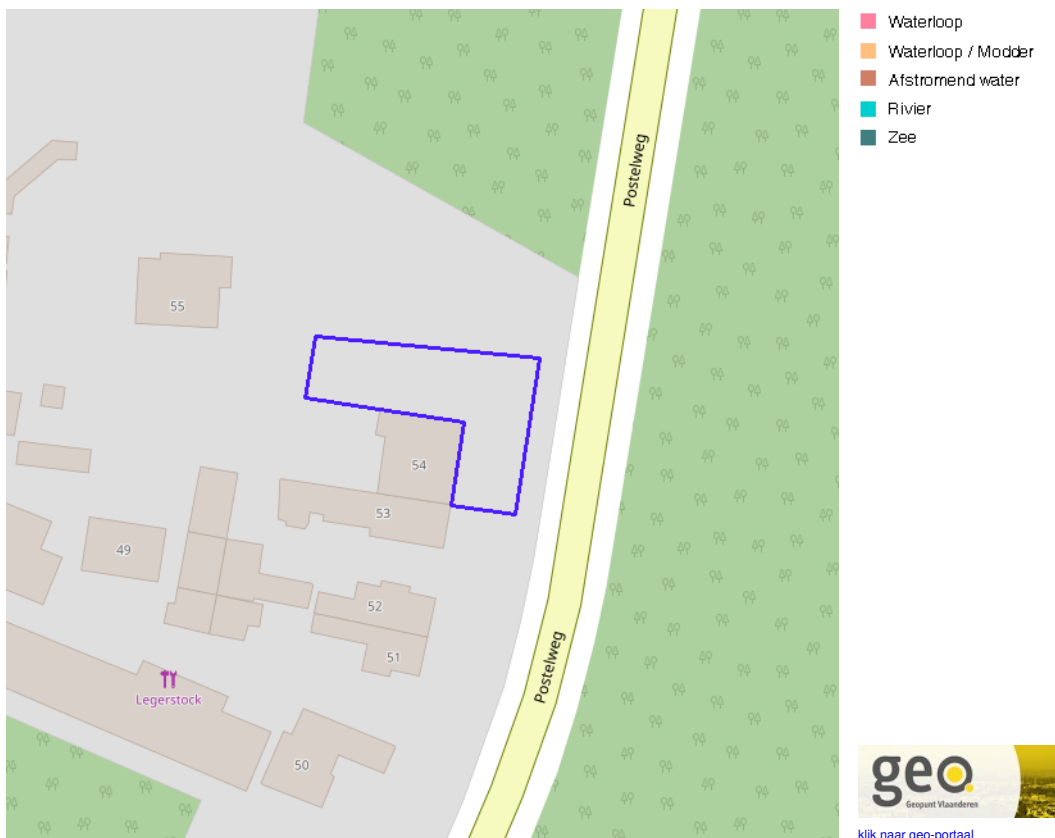 Waterloop
Waterloop / Modder
Afstromend water
Rivier
Zee
Postelweg
55
54
53
49
52
51
Postelweg
Legerstock
50
geo
Geopunt Vlaanderen
klik naar geo-portaal